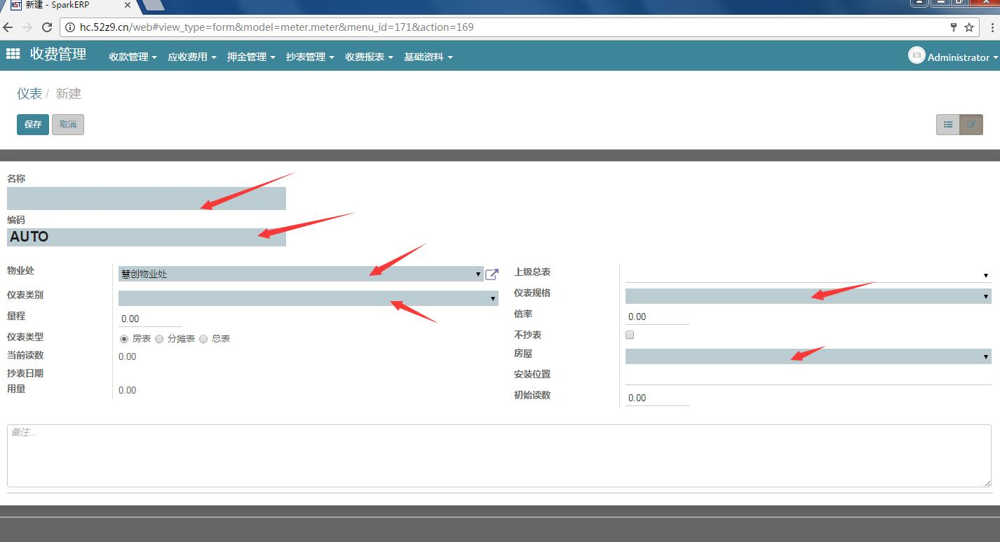 新建 - SparkERP
hc.52z9.cn/web#view_type=form&model=meter.meter&menu_id=171&action=169
收费管理 收款管理 应收费用 押金管理 抄表管理 收费报表 基础资料 Administrator
仪表 / 新建
保存 取消
名称
编码
AUTO
物业处 慧创物业处
仪表类别
量程 0.00
仪表类型 房表 分摊表 总表
当前读数 0.00
抄表日期
用量 0.00
上级总表
仪表规格
倍率 0.00
不抄表
房屋
安装位置
初始读数 0.00
备注...